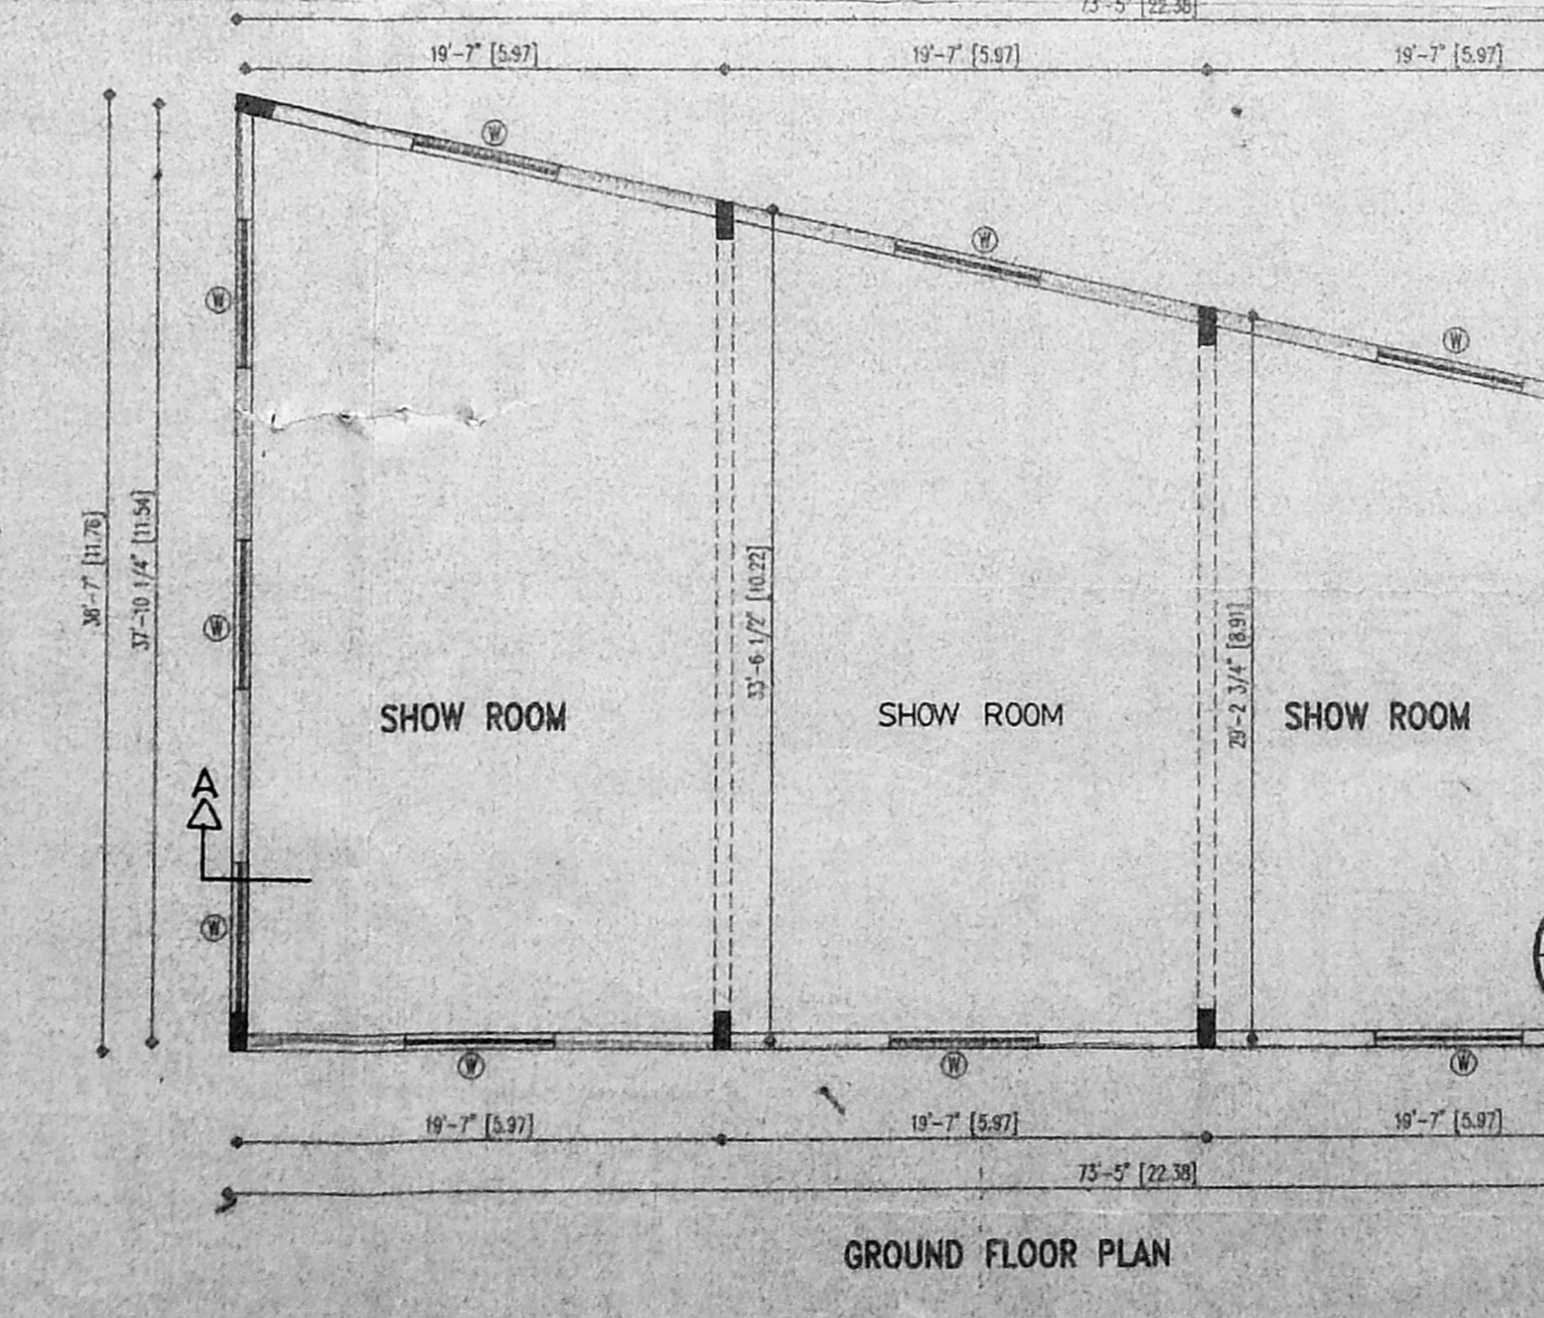 73'-5" [22.38]
19'-7" [5.97]
19'-7" [5.97]
19'-7" [5.97]
W
W
W
W
W
W
38'-7" [11.76]
37'-10 1/4" [11.54]
33'-6 1/2" [10.22]
29'-2 3/4" [8.91]
SHOW ROOM
SHOW ROOM
SHOW ROOM
A
W
W
W
19'-7" [5.97]
19'-7" [5.97]
19'-7" [5.97]
73'-5" [22.38]
GROUND FLOOR PLAN